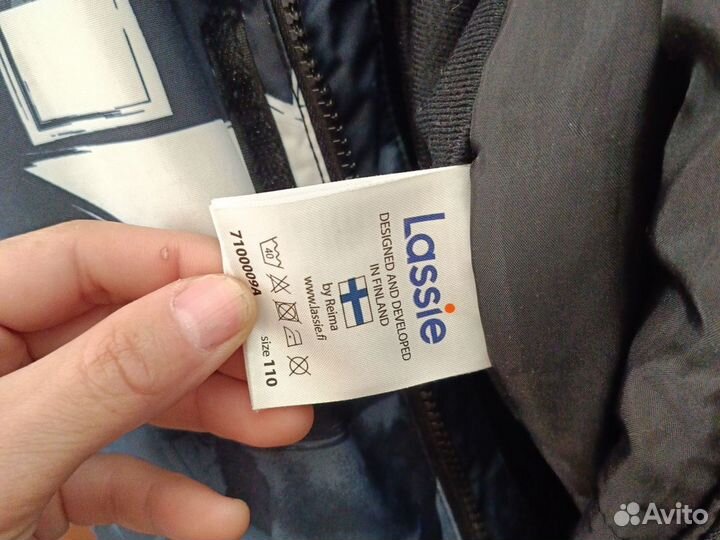 Lassie
DESIGNED AND DEVELOPED
IN FINLAND
by Reima
www.lassie.fi
40
7100009A
size 110
Avito